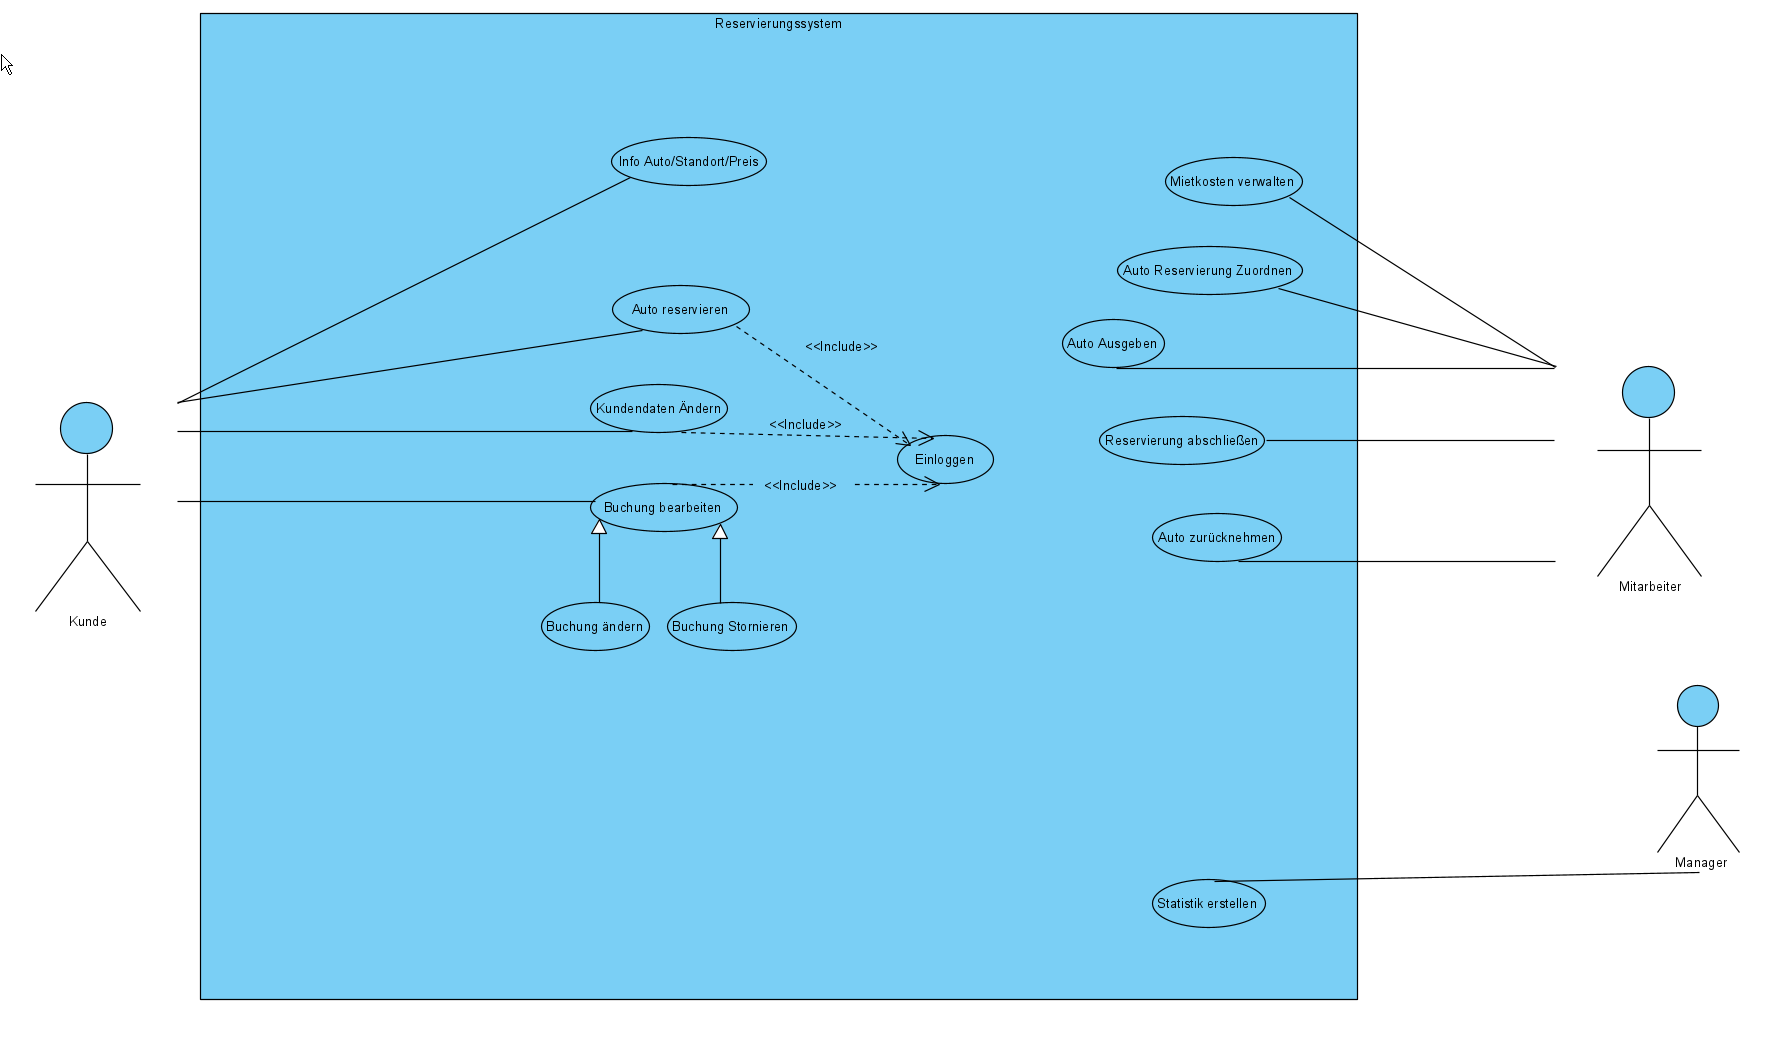 Reservierungssystem
Info Auto/Standort/Preis
Mietkosten verwalten
Auto Reservierung Zuordnen
Auto reservieren
<<Include>>
Auto Ausgeben
Kundendaten Ändern
<<Include>>
Reservierung abschließen
Einloggen
<<Include>>
Buchung bearbeiten
Auto zurücknehmen
Mitarbeiter
Kunde
Buchung ändern
Buchung Stornieren
Manager
Statistik erstellen